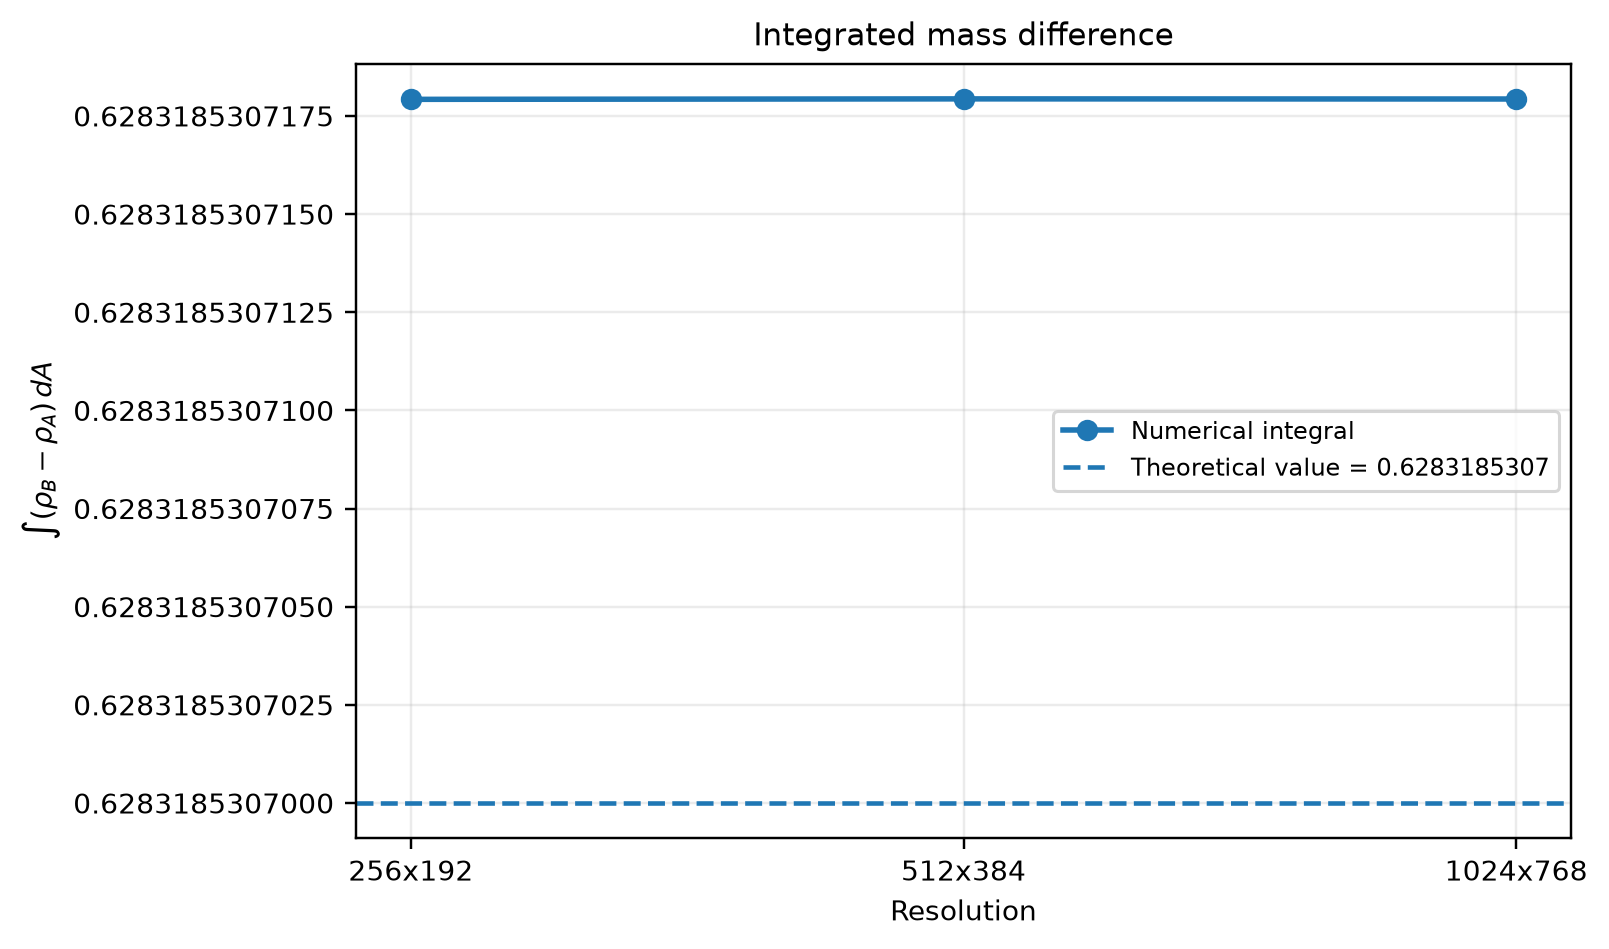 Integrated mass difference
∫(ρ_B − ρ_A) dA
0.6283185307175
0.6283185307150
0.6283185307125
0.6283185307100
0.6283185307075
0.6283185307050
0.6283185307025
0.6283185307000
Numerical integral
Theoretical value = 0.6283185307
256x192
512x384
1024x768
Resolution